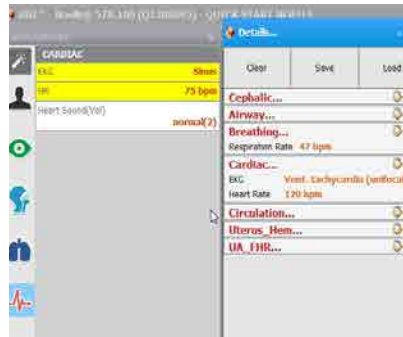 Details...
CARDIAC
Clear Save Load
EKG Sinus
HR 75 bpm
Heart Sound(Vol)
normal(2)
Cephalic...
Airway...
Breathing...
Respiration Rate 47 bpm
Cardiac...
EKG Vent. Tachycardia (unifocal
Heart Rate 120 bpm
Circulation...
Uterus_Hem...
UA_FHR...